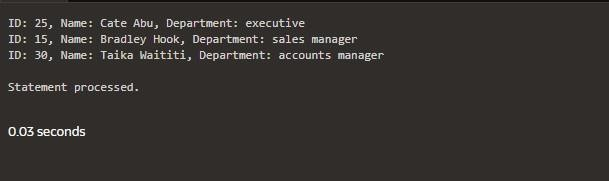 ID: 25, Name: Cate Abu, Department: executive
ID: 15, Name: Bradley Hook, Department: sales manager
ID: 30, Name: Taika Waititi, Department: accounts manager
Statement processed.
0.03 seconds